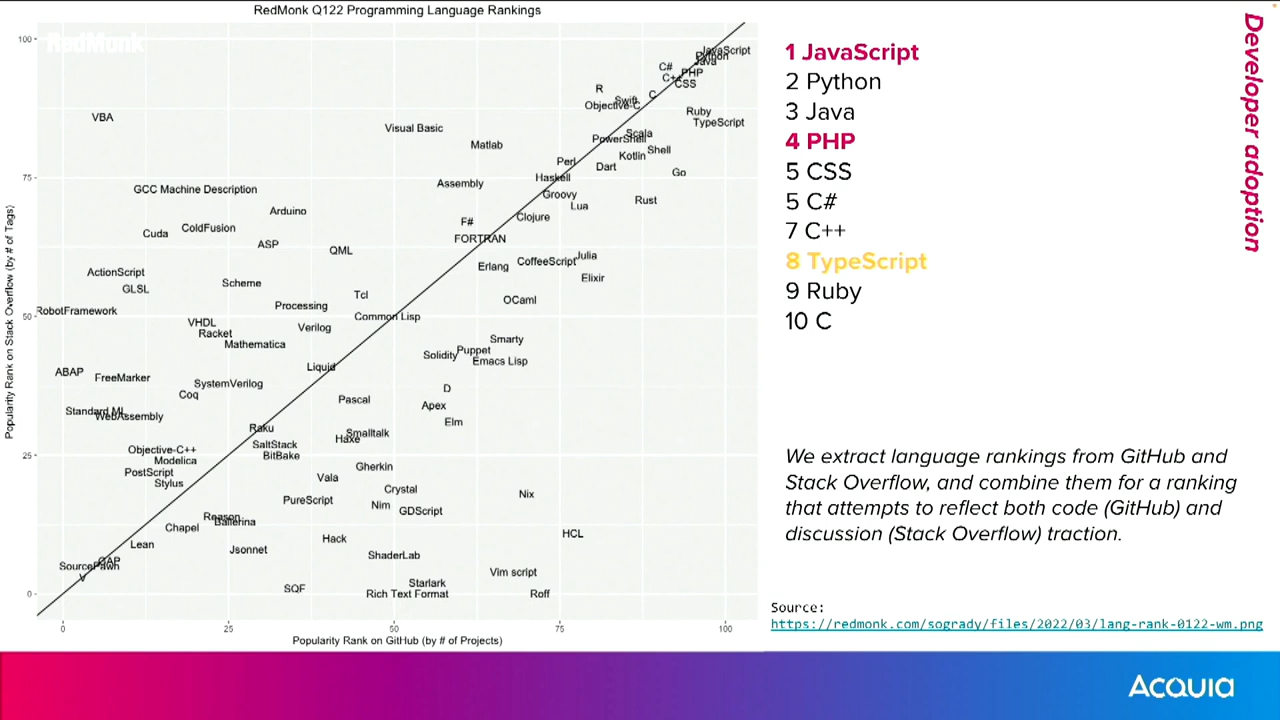 RedMonk Q122 Programming Language Rankings
RedMonk
Popularity Rank on Stack Overflow (by # of Tags)
100
75
50
25
0
JavaScript
Python
Java
C#
PHP
C++
CSS
R
C
Swift
Objective-C
Ruby
TypeScript
VBA
Visual Basic
Scala
PowerShell
Matlab
Shell
Kotlin
Perl
Dart
Go
Haskell
Assembly
GCC Machine Description
Groovy
Rust
Lua
Arduino
Clojure
F#
ColdFusion
Cuda
FORTRAN
ASP
QML
Julia
CoffeeScript
Erlang
ActionScript
Elixir
Scheme
GLSL
Tcl
OCaml
Processing
RobotFramework
Common Lisp
VHDL
Verilog
Racket
Smarty
Mathematica
Puppet
Solidity
Emacs Lisp
Liquid
ABAP
FreeMarker
SystemVerilog
D
Coq
Pascal
Apex
Standard ML
WebAssembly
Elm
Raku
Smalltalk
Haxe
SaltStack
Objective-C++
BitBake
Modelica
Gherkin
PostScript
Vala
Stylus
Crystal
Nix
PureScript
Nim
GDScript
Reason
Ballerina
Chapel
HCL
Hack
Lean
Jsonnet
ShaderLab
GAP
SourcePawn
Vim script
V
Starlark
SQF
Rich Text Format
Roff
0
25
50
75
100
Popularity Rank on GitHub (by # of Projects)
1 JavaScript
2 Python
3 Java
4 PHP
5 CSS
5 C#
7 C++
8 TypeScript
9 Ruby
10 C
Developer adoption
We extract language rankings from GitHub and
Stack Overflow, and combine them for a ranking
that attempts to reflect both code (GitHub) and
discussion (Stack Overflow) traction.
Source:
https://redmonk.com/sogrady/files/2022/03/lang-rank-0122-wm.png
ACQUIA